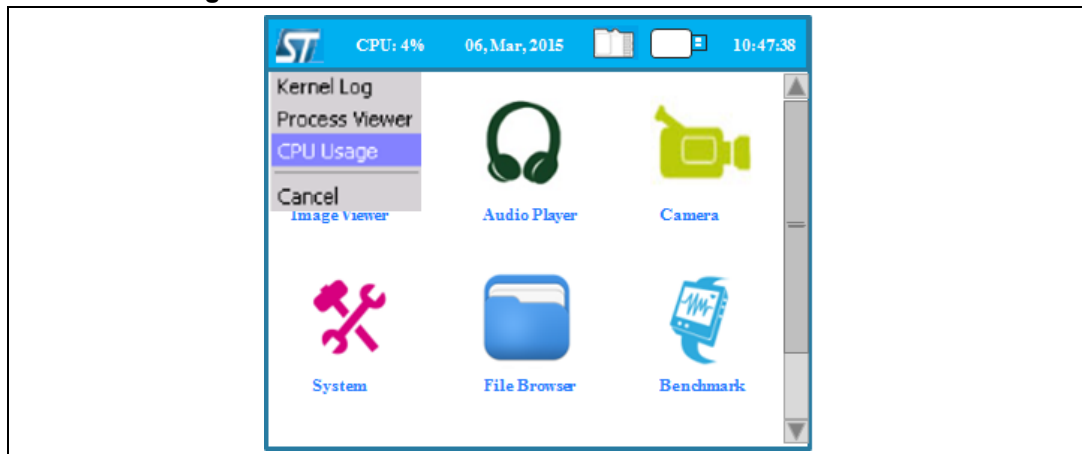 ST CPU: 4% 06, Mar, 2015 10:47:38
Kernel Log
Process Viewer
CPU Usage
Cancel
Image Viewer Audio Player Camera
System File Browser Benchmark